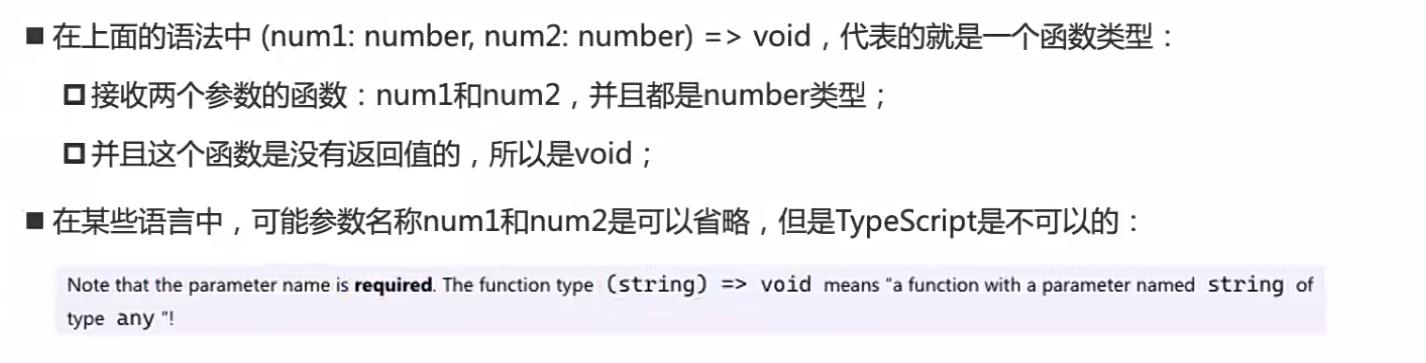 在上面的语法中 (num1: number, num2: number) => void，代表的就是一个函数类型：
接收两个参数的函数：num1和num2，并且都是number类型；
并且这个函数是没有返回值的，所以是void；
在某些语言中，可能参数名称num1和num2是可以省略，但是TypeScript是不可以的：
Note that the parameter name is required. The function type (string) => void means "a function with a parameter named string of
type any "!